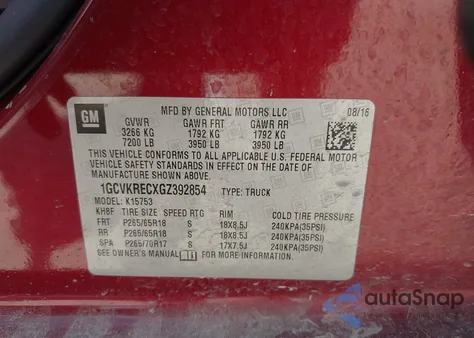 GM
MFD BY GENERAL MOTORS LLC
08/16
GVWR GAWR FRT GAWR RR
3266 KG 1792 KG 1792 KG
7200 LB 3950 LB 3950 LB
THIS VEHICLE CONFORMS TO ALL APPLICABLE U.S. FEDERAL MOTOR
VEHICLE SAFETY STANDARDS IN EFFECT ON THE DATE OF
MANUFACTURE SHOWN ABOVE.
1GCVKRECXGZ392854 TYPE: TRUCK
MODEL: K15753
KHBF TIRE SIZE SPEED RTG RIM COLD TIRE PRESSURE
FRT P265/65R18 S 18X8.5J 240KPA(35PSI)
RR P265/65R18 S 18X8.5J 240KPA(35PSI)
SPA P265/70R17 S 17X7.5J 240KPA(35PSI)
SEE OWNER'S MANUAL FOR MORE INFORMATION.
autoSnap